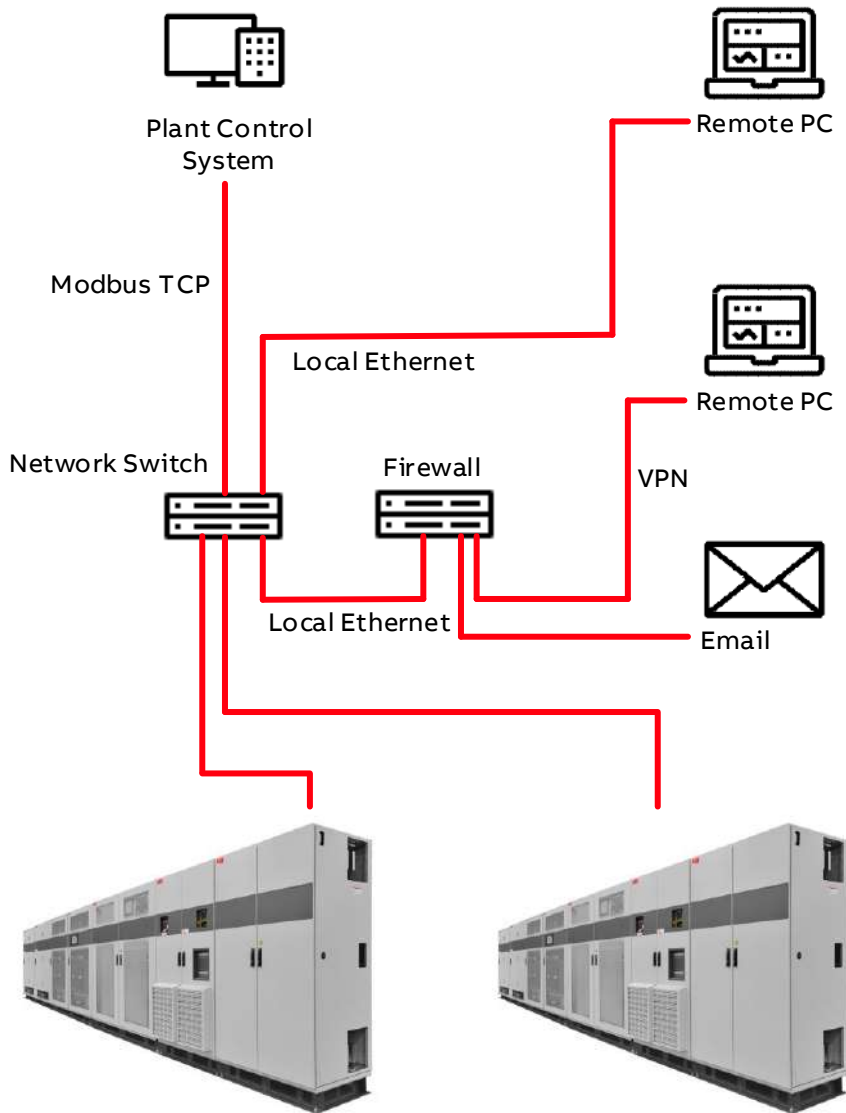 Plant Control
System
Remote PC
Modbus TCP
Local Ethernet
Remote PC
Network Switch
Firewall
VPN
Local Ethernet
Email